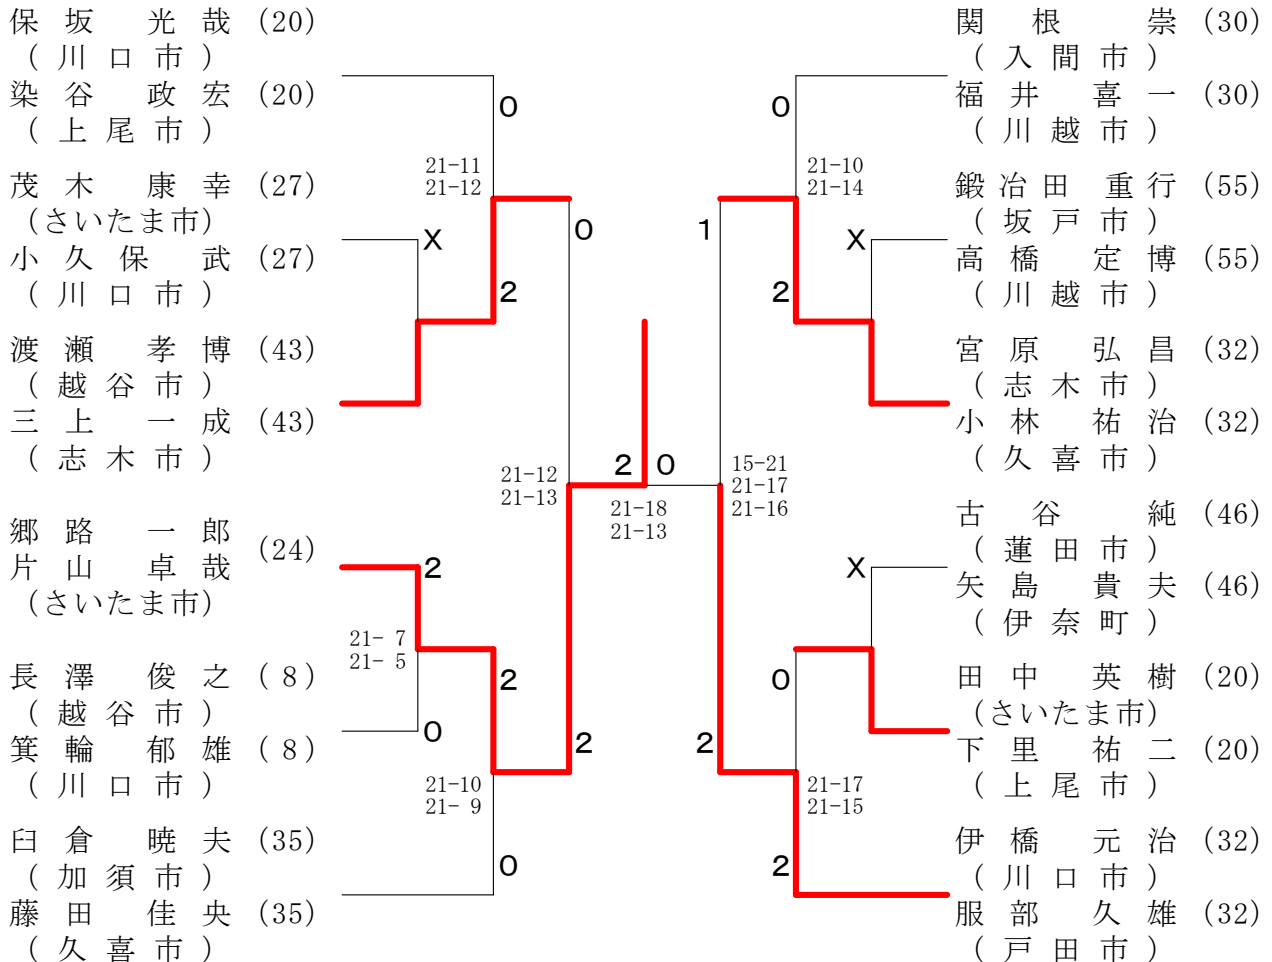 保坂 光哉 (20)
(川口市)
染谷 政宏 (20)
(上尾市)
茂木 康幸 (27)
(さいたま市)
小久保 武 (27)
(川口市)
渡瀬 孝博 (43)
(越谷市)
三上 一成 (43)
(志木市)
郷路 一郎
(24)
片山 卓哉
(さいたま市)
長澤 俊之 (8)
(越谷市)
箕輪 郁雄 (8)
(川口市)
臼倉 暁夫 (35)
(加須市)
藤田 佳央 (35)
(久喜市)
0
21-11
21-12
X
2
0
2
21- 7
21- 5
0
2
21-10
21- 9
0
2
21-12
21-13
2 0
21-18
21-13
15-21
21-17
21-16
1
2
0
21-10
21-14
X
2
X
0
21-17
21-15
2
関根 崇 (30)
(入間市)
福井 喜一 (30)
(川越市)
鍛冶田 重行 (55)
(坂戸市)
高橋 定博 (55)
(川越市)
宮原 弘昌 (32)
(志木市)
小林 祐治 (32)
(久喜市)
古谷 純 (46)
(蓮田市)
矢島 貴夫 (46)
(伊奈町)
田中 英樹 (20)
(さいたま市)
下里 祐二 (20)
(上尾市)
伊橋 元治 (32)
(川口市)
服部 久雄 (32)
(戸田市)